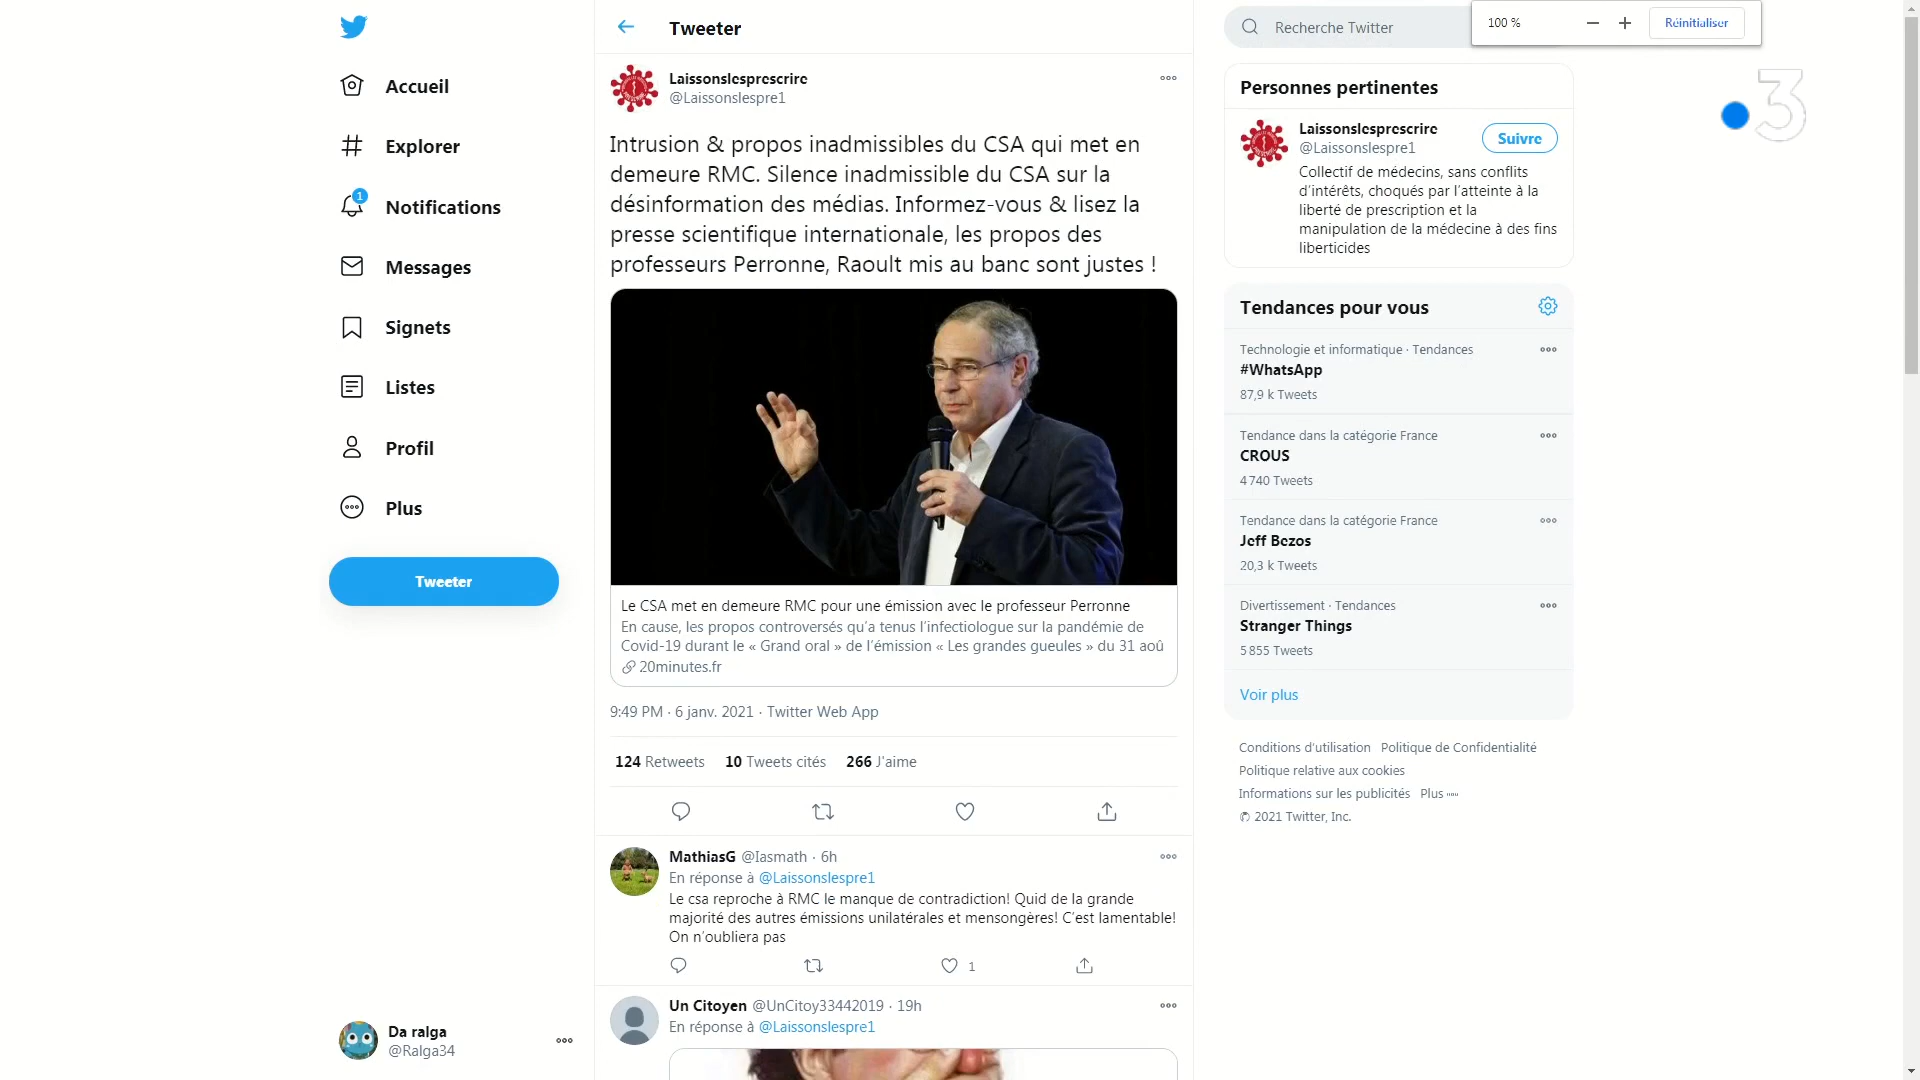 Accueil
Explorer
1
Notifications
Messages
Signets
Listes
Profil
Plus
Tweeter
Da ralga
@Ralga34
Tweeter
Laissonslesprescrire
@Laissonslespre1
Intrusion & propos inadmissibles du CSA qui met en
demeure RMC. Silence inadmissible du CSA sur la
désinformation des médias. Informez-vous & lisez la
presse scientifique internationale, les propos des
professeurs Perronne, Raoult mis au banc sont justes !
Le CSA met en demeure RMC pour une émission avec le professeur Perronne
En cause, les propos controversés qu'a tenus l'infectiologue sur la pandémie de
Covid-19 durant le « Grand oral » de l'émission « Les grandes gueules » du 31 aoû
20minutes.fr
9:49 PM · 6 janv. 2021 · Twitter Web App
124 Retweets 10 Tweets cités 266 J'aime
MathiasG @Iasmath · 6h
En réponse à @Laissonslespre1
Le csa reproche à RMC le manque de contradiction! Quid de la grande
majorité des autres émissions unilatérales et mensongères! C'est lamentable!
On n'oubliera pas
1
Un Citoyen @UnCitoy33442019 · 19h
En réponse à @Laissonslespre1
Recherche Twitter
100 %
Réinitialiser
3
Personnes pertinentes
Laissonslesprescrire
@Laissonslespre1
Suivre
Collectif de médecins, sans conflits
d'intérêts, choqués par l'atteinte à la
liberté de prescription et la
manipulation de la médecine à des fins
liberticides
Tendances pour vous
Technologie et informatique · Tendances
#WhatsApp
87,9 k Tweets
Tendance dans la catégorie France
CROUS
4 740 Tweets
Tendance dans la catégorie France
Jeff Bezos
20,3 k Tweets
Divertissement · Tendances
Stranger Things
5 855 Tweets
Voir plus
Conditions d'utilisation Politique de Confidentialité
Politique relative aux cookies
Informations sur les publicités Plus
© 2021 Twitter, Inc.